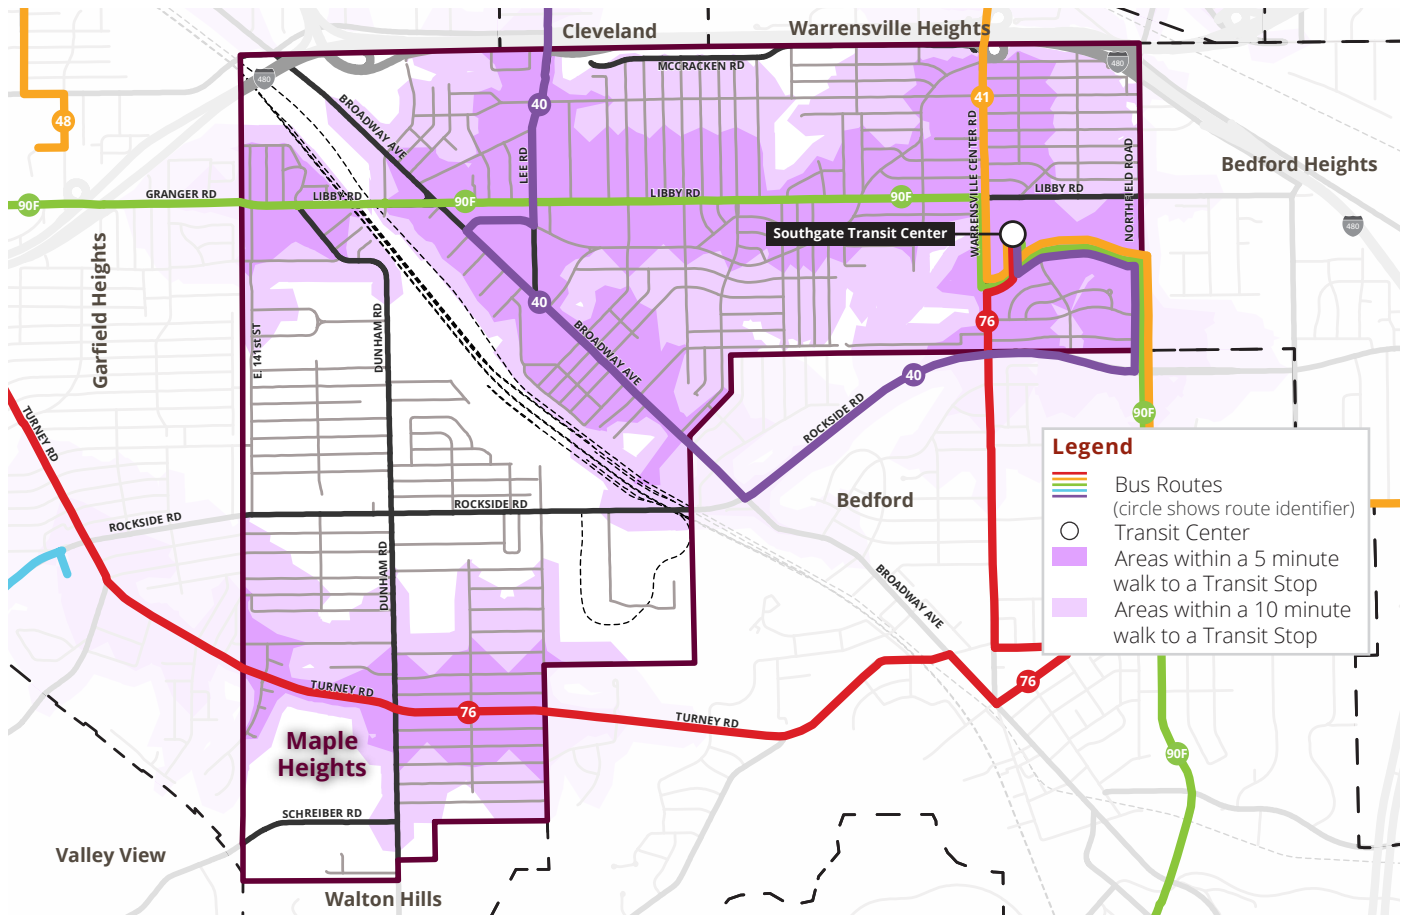 Cleveland
Warrensville Heights
MCCRACKEN RD
480
480
BROADWAY AVE
40
41
48
LEE RD
WARRENSVILLE CENTER RD
NORTHFIELD ROAD
Bedford Heights
GRANGER RD
LIBBY RD
LIBBY RD
LIBBY RD
90F
90F
90F
480
Southgate Transit Center
Garfield Heights
E. 141st ST
DUNHAM RD
40
76
BROADWAY AVE
40
90F
TURNEY RD
ROCKSIDE RD
Legend
Bus Routes
(circle shows route identifier)
Transit Center
Areas within a 5 minute
walk to a Transit Stop
Areas within a 10 minute
walk to a Transit Stop
ROCKSIDE RD
ROCKSIDE RD
Bedford
DUNHAM RD
BROADWAY AVE
TURNEY RD
76
TURNEY RD
76
Maple
Heights
90F
SCHREIBER RD
Valley View
Walton Hills